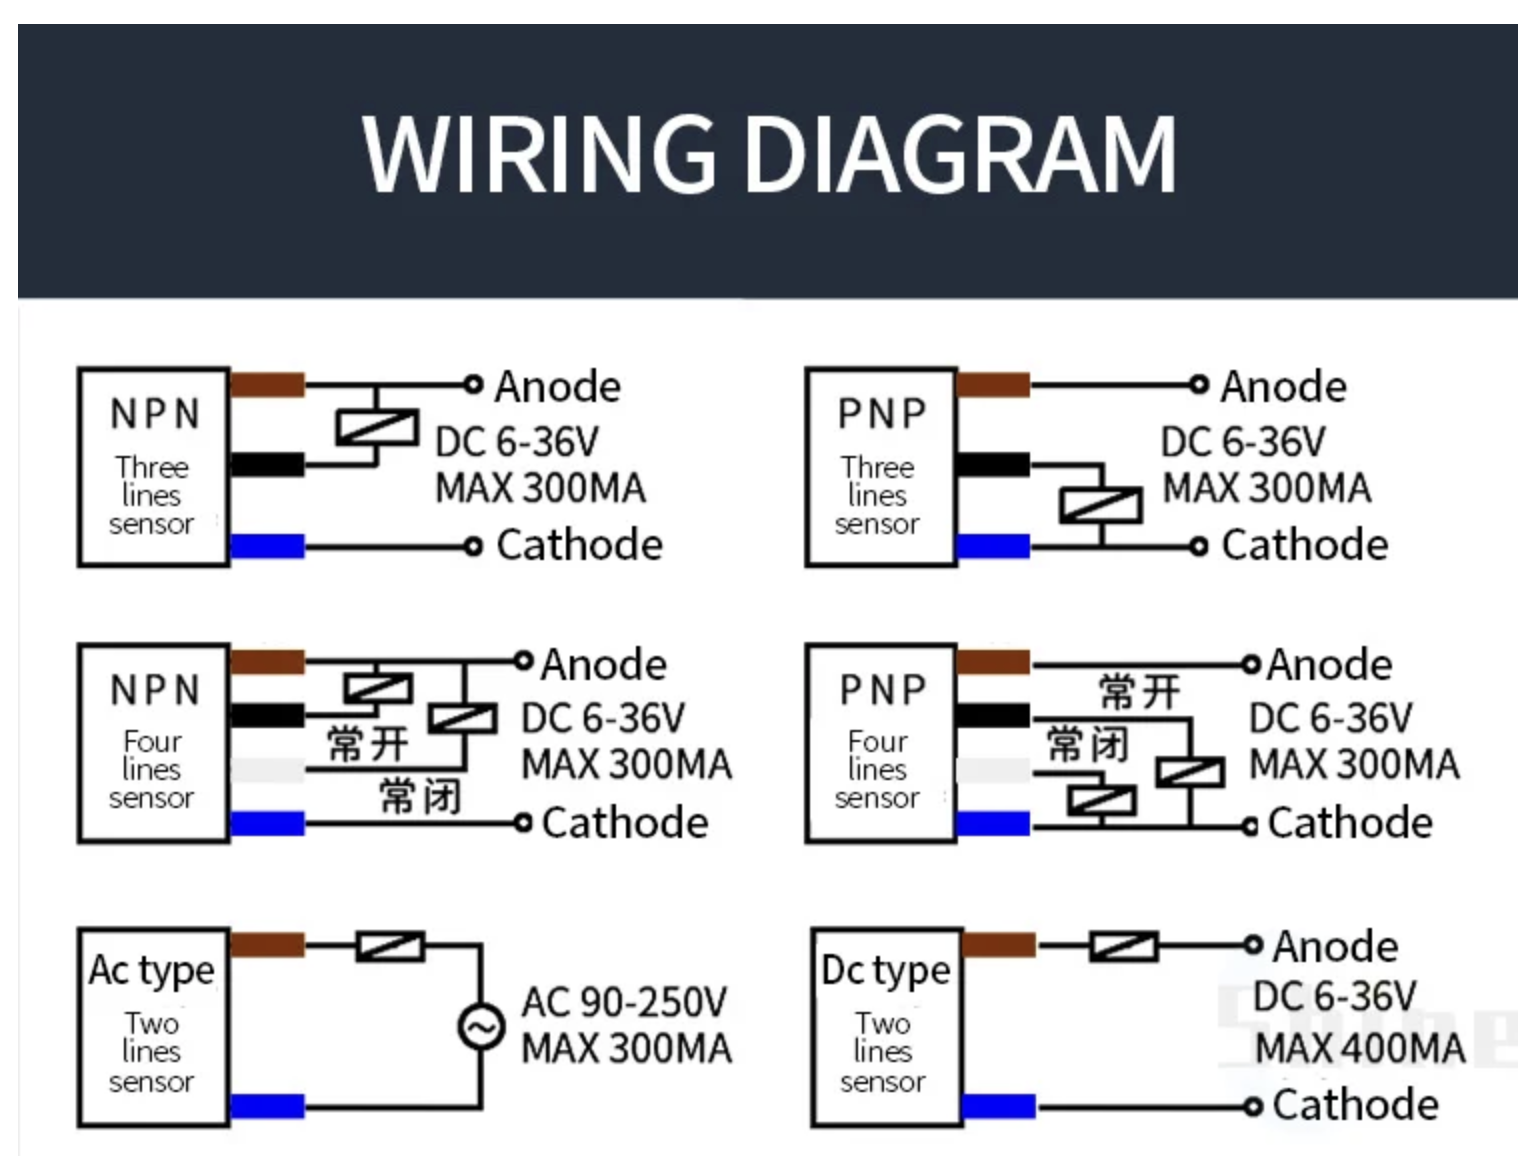 WIRING DIAGRAM
NPN
Three
lines
sensor
Anode
DC 6-36V
MAX 300MA
Cathode
PNP
Three
lines
sensor
Anode
DC 6-36V
MAX 300MA
Cathode
NPN
Four
lines
sensor
常开
常闭
Anode
DC 6-36V
MAX 300MA
Cathode
PNP
Four
lines
sensor
常开
常闭
Anode
DC 6-36V
MAX 300MA
Cathode
Ac type
Two
lines
sensor
AC 90-250V
MAX 300MA
Dc type
Two
lines
sensor
Anode
DC 6-36V
MAX 400MA
Cathode